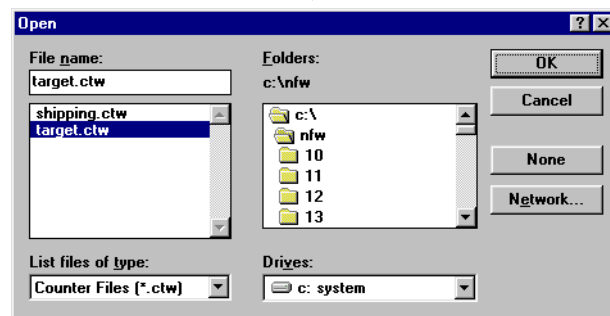 Open
File name:
target.ctw
shipping.ctw
target.ctw
List files of type:
Counter Files (*.ctw)
Folders:
c:\nfw
c:\
nfw
10
11
12
13
Drives:
c: system
OK
Cancel
None
Network...